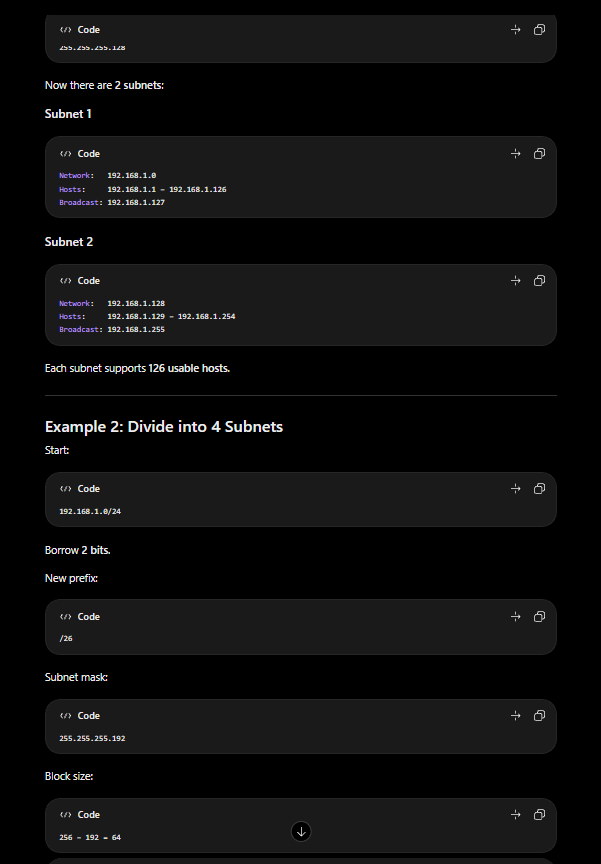 Code
255.255.255.128
Now there are 2 subnets:
Subnet 1
Code
Network: 192.168.1.0
Hosts: 192.168.1.1 – 192.168.1.126
Broadcast: 192.168.1.127
Subnet 2
Code
Network: 192.168.1.128
Hosts: 192.168.1.129 – 192.168.1.254
Broadcast: 192.168.1.255
Each subnet supports 126 usable hosts.
Example 2: Divide into 4 Subnets
Start:
Code
192.168.1.0/24
Borrow 2 bits.
New prefix:
Code
/26
Subnet mask:
Code
255.255.255.192
Block size:
Code
256 − 192 = 64